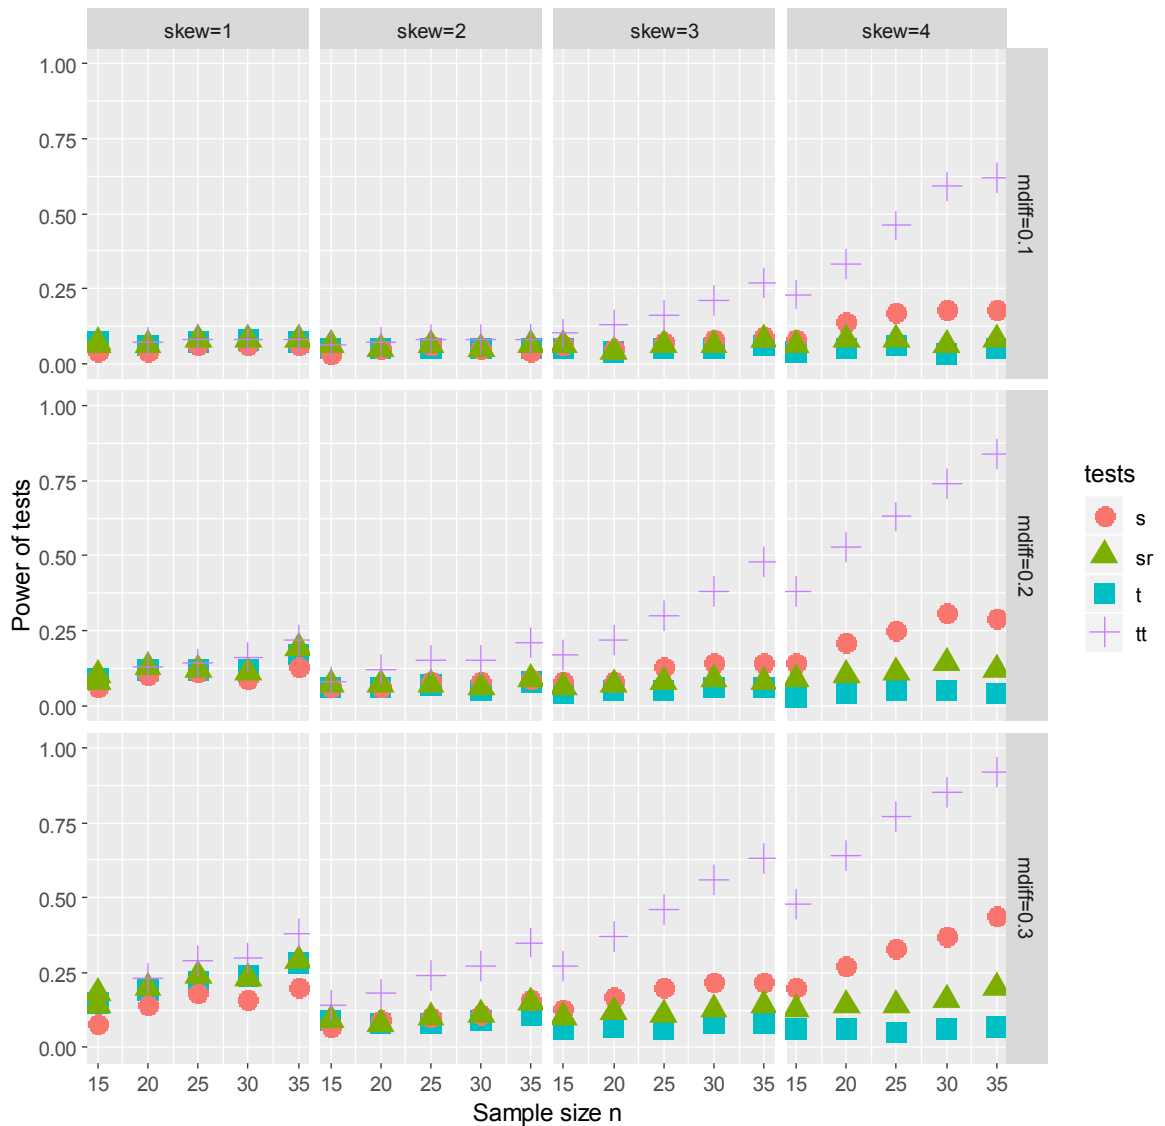 skew=1
skew=2
skew=3
skew=4
1.00
0.75
0.50
0.25
0.00
mdiff=0.1
1.00
0.75
0.50
0.25
0.00
mdiff=0.2
1.00
0.75
0.50
0.25
0.00
mdiff=0.3
Power of tests
15 20 25 30 35
15 20 25 30 35
15 20 25 30 35
15 20 25 30 35
Sample size n
tests
s
sr
t
tt